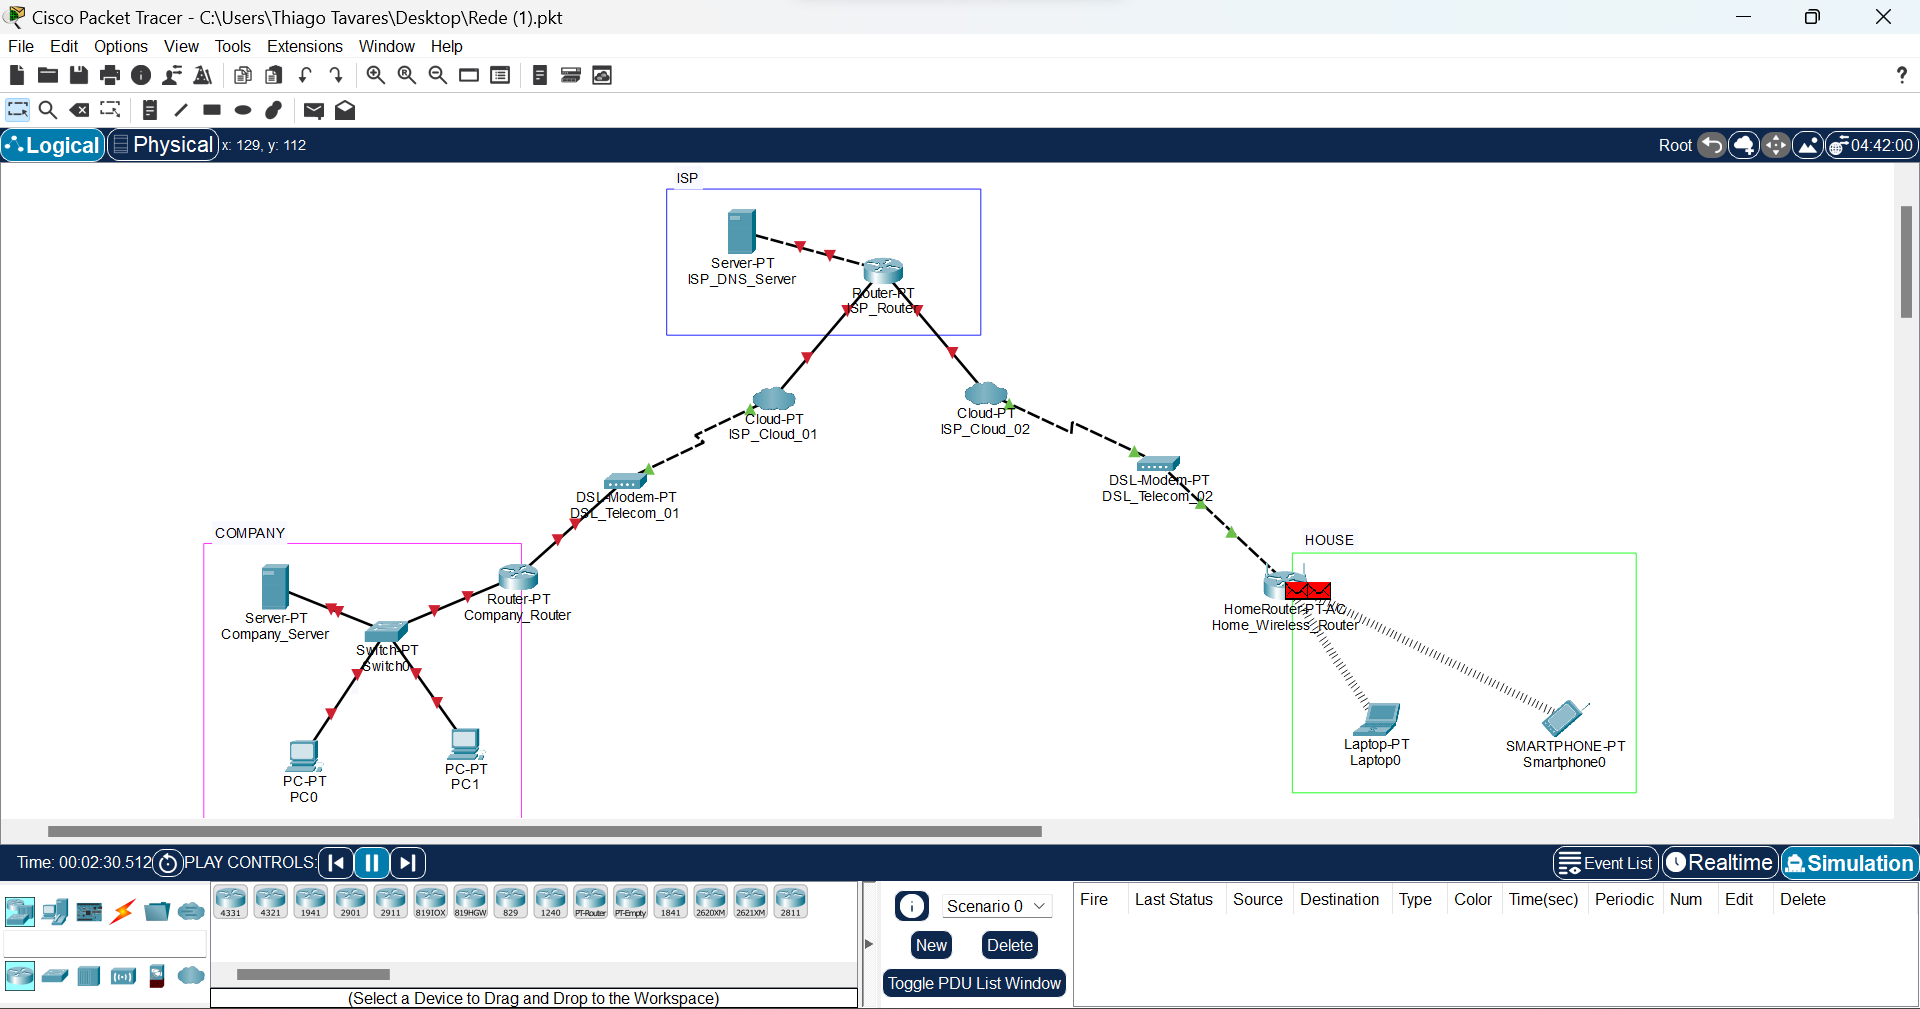 Cisco Packet Tracer - C:\Users\Thiago Tavares\Desktop\Rede (1).pkt
File Edit Options View Tools Extensions Window Help
?
Logical Physical x: 129, y: 112 Root 04:42:00
ISP
Server-PT
ISP_DNS_Server
Router-PT
ISP_Router
Cloud-PT
ISP_Cloud_01
Cloud-PT
ISP_Cloud_02
DSL-Modem-PT
DSL_Telecom_01
DSL-Modem-PT
DSL_Telecom_02
COMPANY
HOUSE
Server-PT
Company_Server
Router-PT
Company_Router
Switch-PT
Switch0
HomeRouter-PT-AC
Home_Wireless_Router
PC-PT
PC0
PC-PT
PC1
Laptop-PT
Laptop0
SMARTPHONE-PT
Smartphone0
Time: 00:02:30.512 PLAY CONTROLS: Event List Realtime Simulation
4331 4321 1941 2901 2911 819IOX 819HGW 829 1240 PT-Router PT-Empty 1841 2620XM 2621XM 2811
(Select a Device to Drag and Drop to the Workspace)
Scenario 0
New Delete
Toggle PDU List Window
Fire Last Status Source Destination Type Color Time(sec) Periodic Num Edit Delete